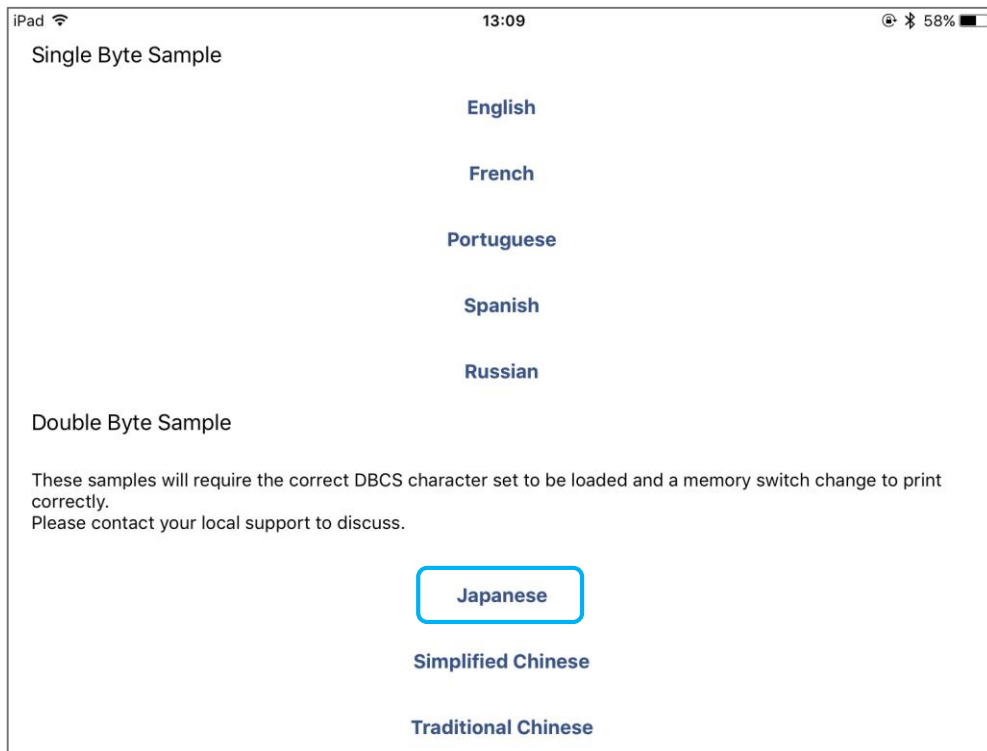 iPad 13:09 58%
Single Byte Sample
English
French
Portuguese
Spanish
Russian
Double Byte Sample
These samples will require the correct DBCS character set to be loaded and a memory switch change to print
correctly.
Please contact your local support to discuss.
Japanese
Simplified Chinese
Traditional Chinese